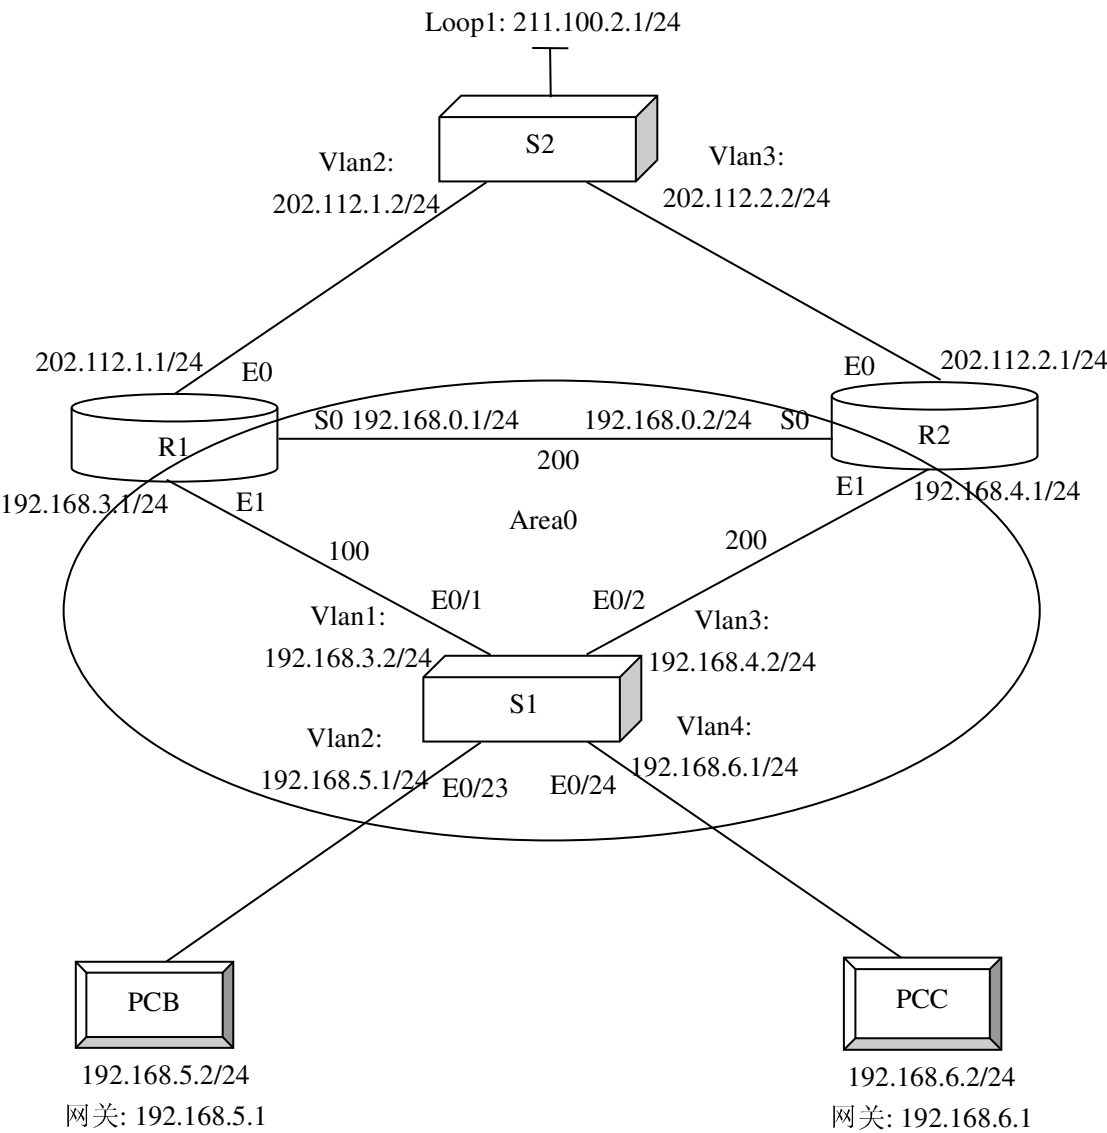 Loop1: 211.100.2.1/24
S2
Vlan2:
202.112.1.2/24
Vlan3:
202.112.2.2/24
202.112.1.1/24
E0
E0
202.112.2.1/24
R1
S0 192.168.0.1/24
192.168.0.2/24 S0
R2
200
192.168.3.1/24
E1
E1
192.168.4.1/24
Area0
100
200
E0/1
E0/2
Vlan1:
192.168.3.2/24
Vlan3:
192.168.4.2/24
S1
Vlan2:
192.168.5.1/24
Vlan4:
192.168.6.1/24
E0/23
E0/24
PCB
PCC
192.168.5.2/24
网关: 192.168.5.1
192.168.6.2/24
网关: 192.168.6.1